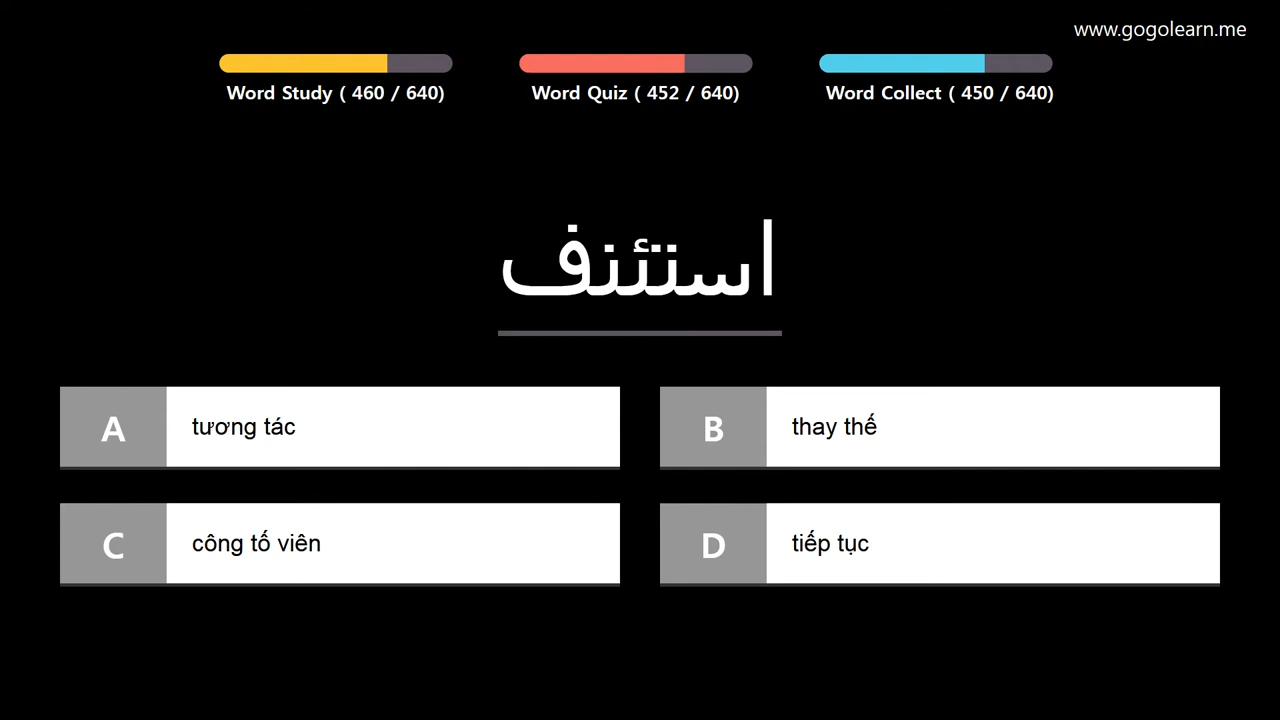 www.gogolearn.me
Word Study ( 460 / 640)
Word Quiz ( 452 / 640)
Word Collect ( 450 / 640)
استئنف
A tương tác
B thay thế
C công tố viên
D tiếp tục